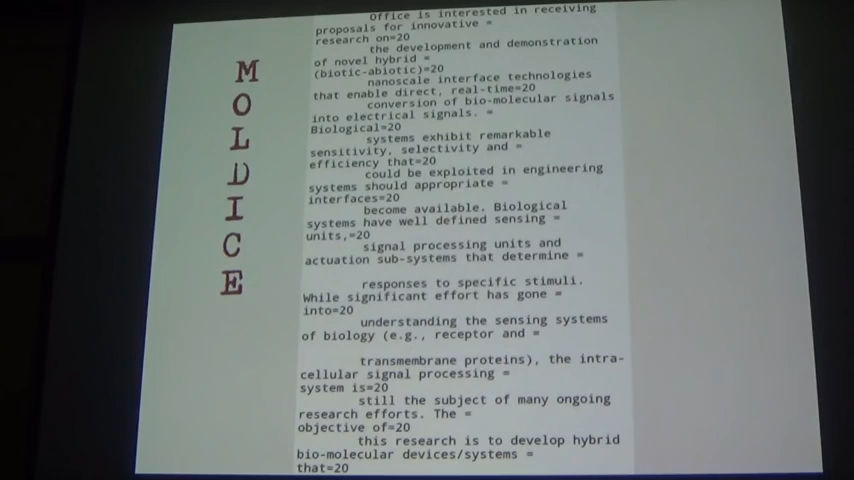 M
O
L
D
I
C
E
Office is interested in receiving
proposals for innovative =
research on=20
the development and demonstration
of novel hybrid =
(biotic-abiotic)=20
nanoscale interface technologies
that enable direct, real-time=20
conversion of bio-molecular signals
into electrical signals. =
Biological=20
systems exhibit remarkable
sensitivity, selectivity and =
efficiency that=20
could be exploited in engineering
systems should appropriate =
interfaces=20
become available. Biological
systems have well defined sensing =
units,=20
signal processing units and
actuation sub-systems that determine =
responses to specific stimuli.
While significant effort has gone =
into=20
understanding the sensing systems
of biology (e.g., receptor and =
transmembrane proteins), the intra-
cellular signal processing =
system is=20
still the subject of many ongoing
research efforts. The =
objective of=20
this research is to develop hybrid
bio-molecular devices/systems =
that=20